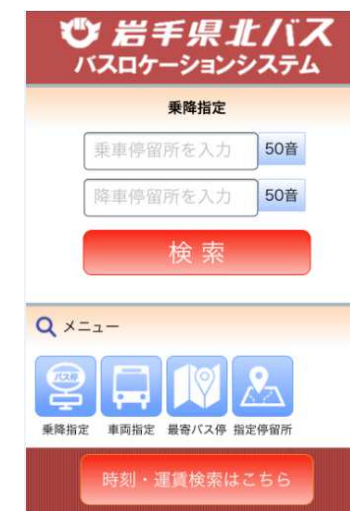 岩手県北バス
バスロケーションシステム
乗降指定
乗車停留所を入力 50音
降車停留所を入力 50音
検 索
メニュー
バス停
乗降指定 車両指定 最寄バス停 指定停留所
時刻・運賃検索はこちら